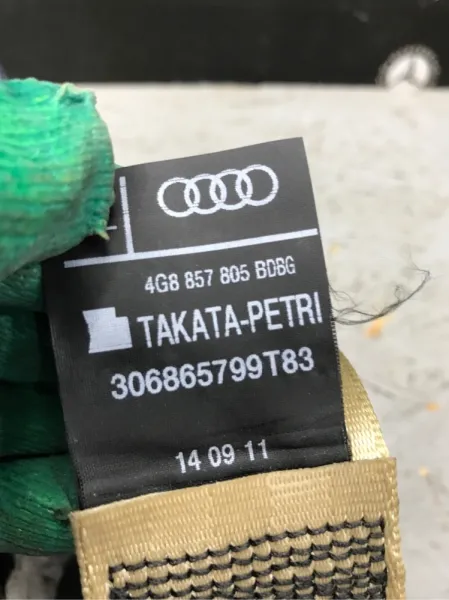 4G8 857 805 BDBG
TAKATA-PETRI
306865799T83
14 09 11